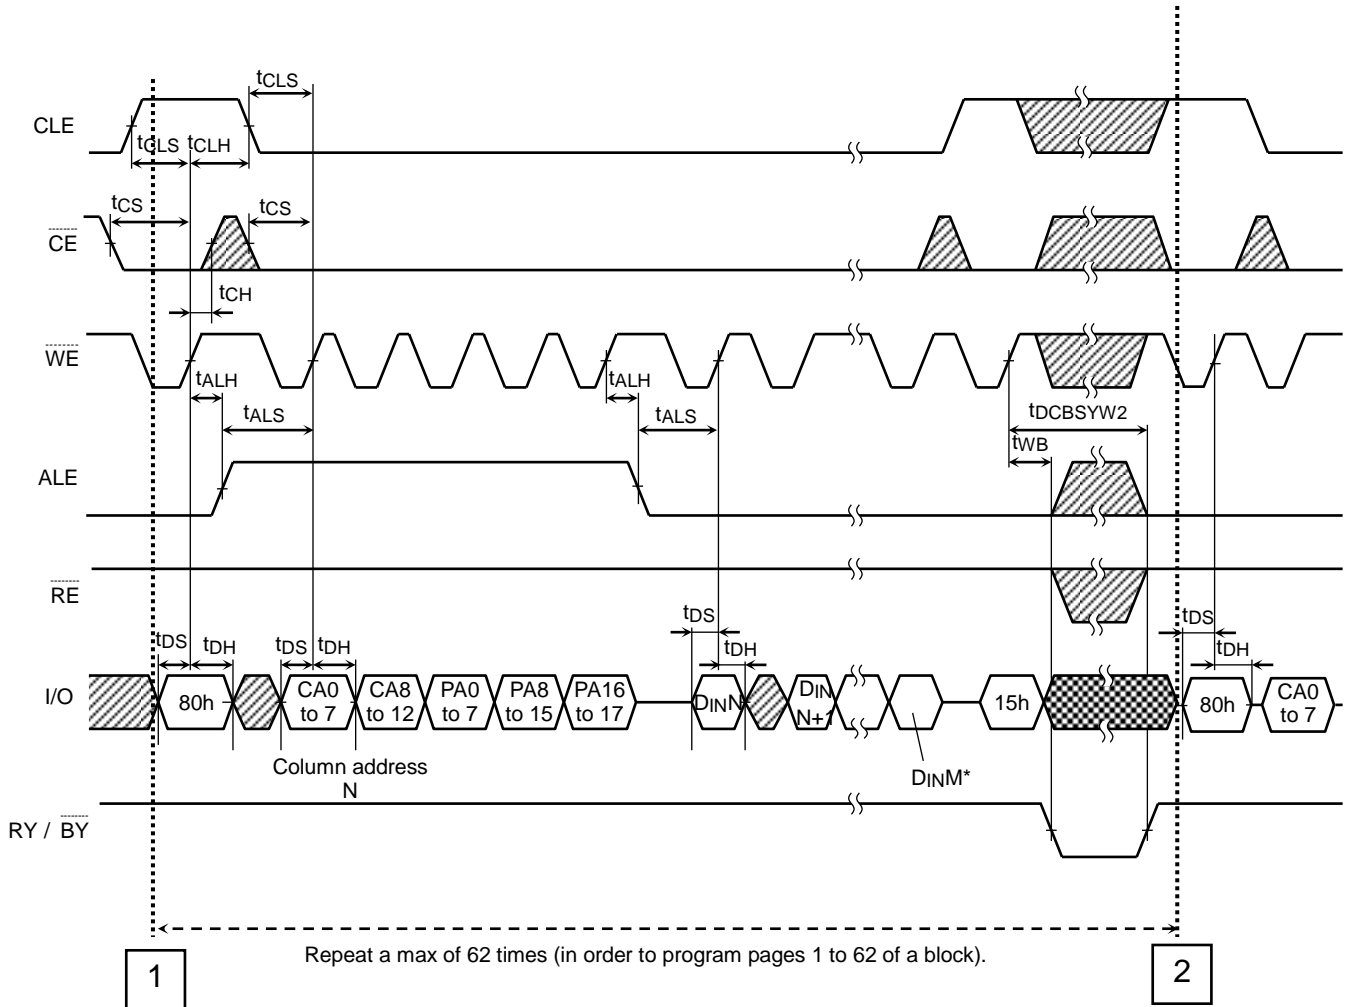 tCLS
CLE
tCLS tCLH
tCS tCS
CE
tCH
WE
tALH tALH
tALS tALS tDCBSYW2
tWB
ALE
RE
tDS tDH tDS tDH tDS tDH tDS tDH
I/O
80h
CA0 to 7
CA8 to 12
PA0 to 7
PA8 to 15
PA16 to 17
DINN
DIN N+1
15h
80h
CA0 to 7
Column address
N
DINM*
RY / BY
Repeat a max of 62 times (in order to program pages 1 to 62 of a block).
1 2